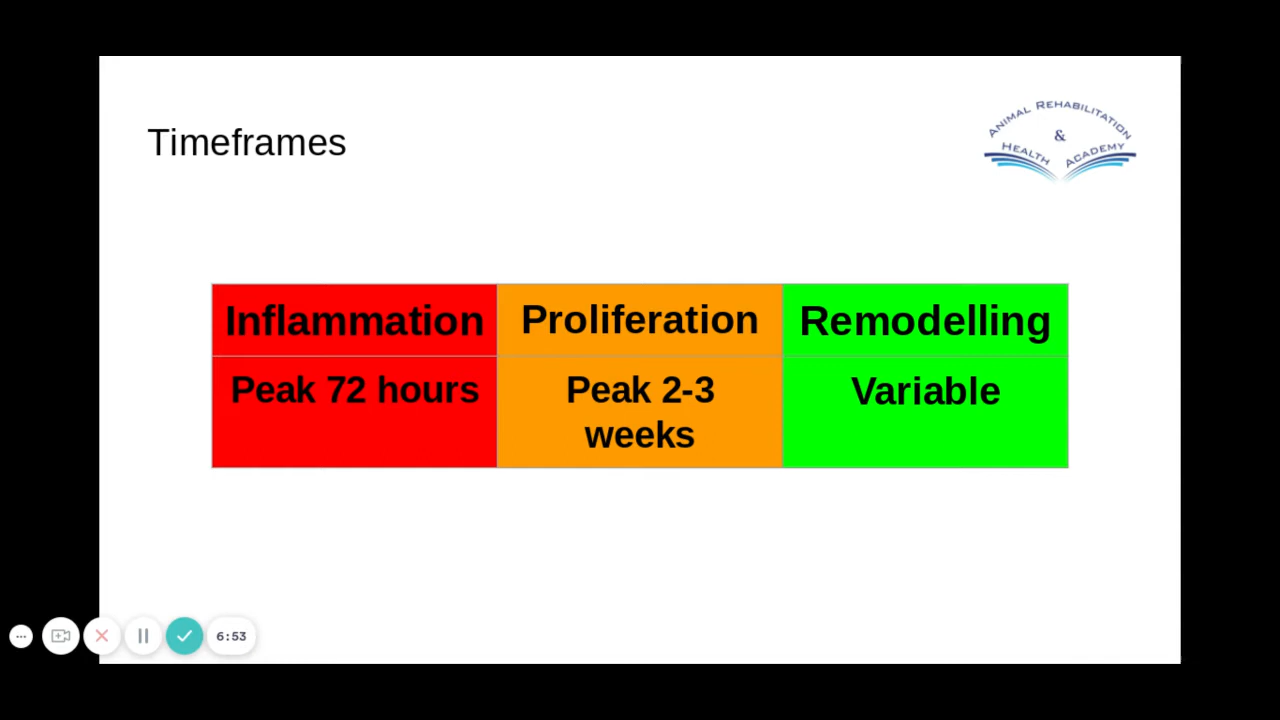 Timeframes
ANIMAL REHABILITATION
&
HEALTH ACADEMY
Inflammation
Proliferation
Remodelling
Peak 72 hours
Peak 2-3
weeks
Variable
6:53